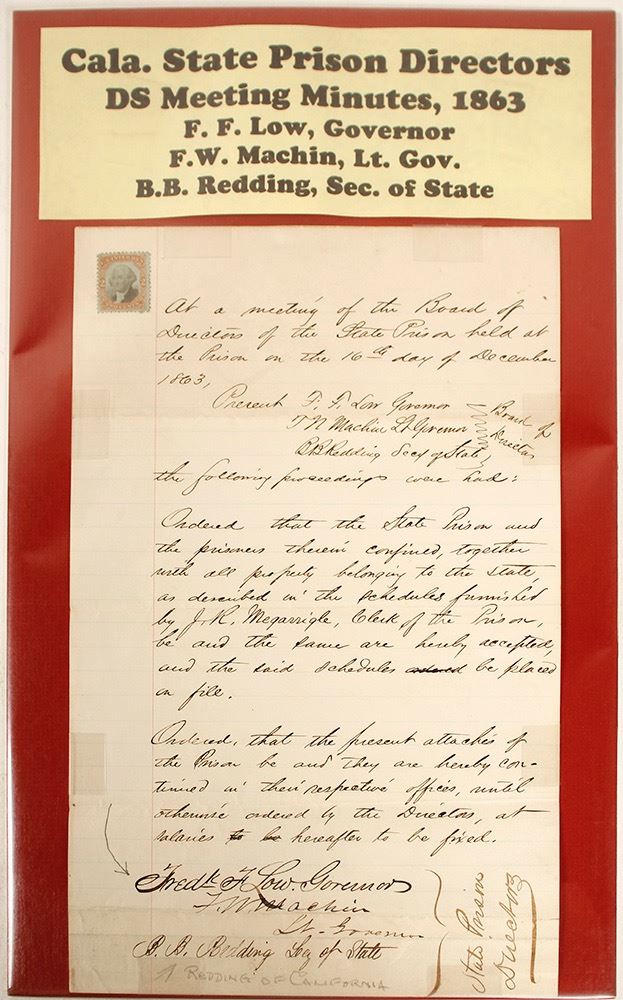 Cala. State Prison Directors
DS Meeting Minutes, 1863
F. F. Low, Governor
F.W. Machin, Lt. Gov.
B.B. Redding, Sec. of State
At a meeting of the Board of
Directors of the State Prison held at
the Prison on the 16th day of December
1863,
Present F. F. Low Governor
T N Machin Lt Governor
B B Redding Secy of State
Board of
Directors
the following proceedings were had:
Ordered that the State Prison and
the prisoners therein confined, together
with all property belonging to the State,
as described in the schedules furnished
by J. R. Megarrigle, Clerk of the Prison,
be and the same are hereby accepted,
and the said schedules be placed
on file.
Ordered, that the present attachés of
the Prison be and they are hereby con-
tinued in their respective offices, until
otherwise ordered by the Directors, at
salaries to be hereafter to be fixed.
Fredk F Low Governor
T. N. Machin
Lt. Governor
B. B. Redding Secy of State
State Prison
Directors
↑ REDDING OF CALIFORNIA